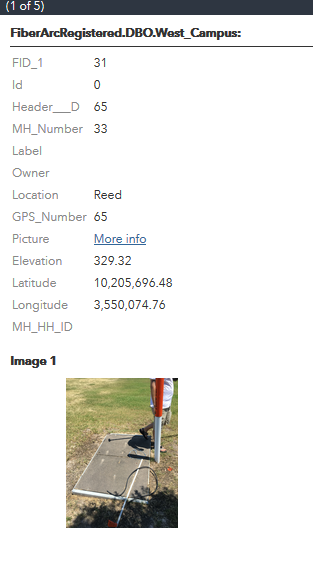 (1 of 5)
FiberArcRegistered.DBO.West_Campus:
FID_1 31
Id 0
Header___D 65
MH_Number 33
Label
Owner
Location Reed
GPS_Number 65
Picture More info
Elevation 329.32
Latitude 10,205,696.48
Longitude 3,550,074.76
MH_HH_ID
Image 1